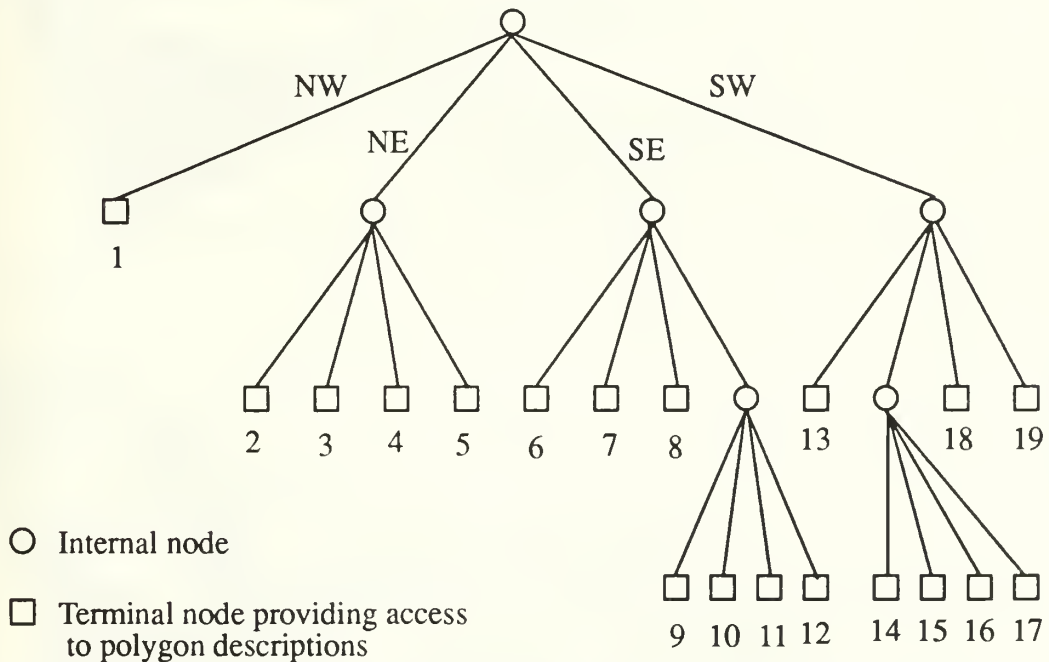 NW
SW
NE
SE
1
2 3 4 5 6 7 8 13 18 19
Internal node
Terminal node providing access
to polygon descriptions
9 10 11 12 14 15 16 17